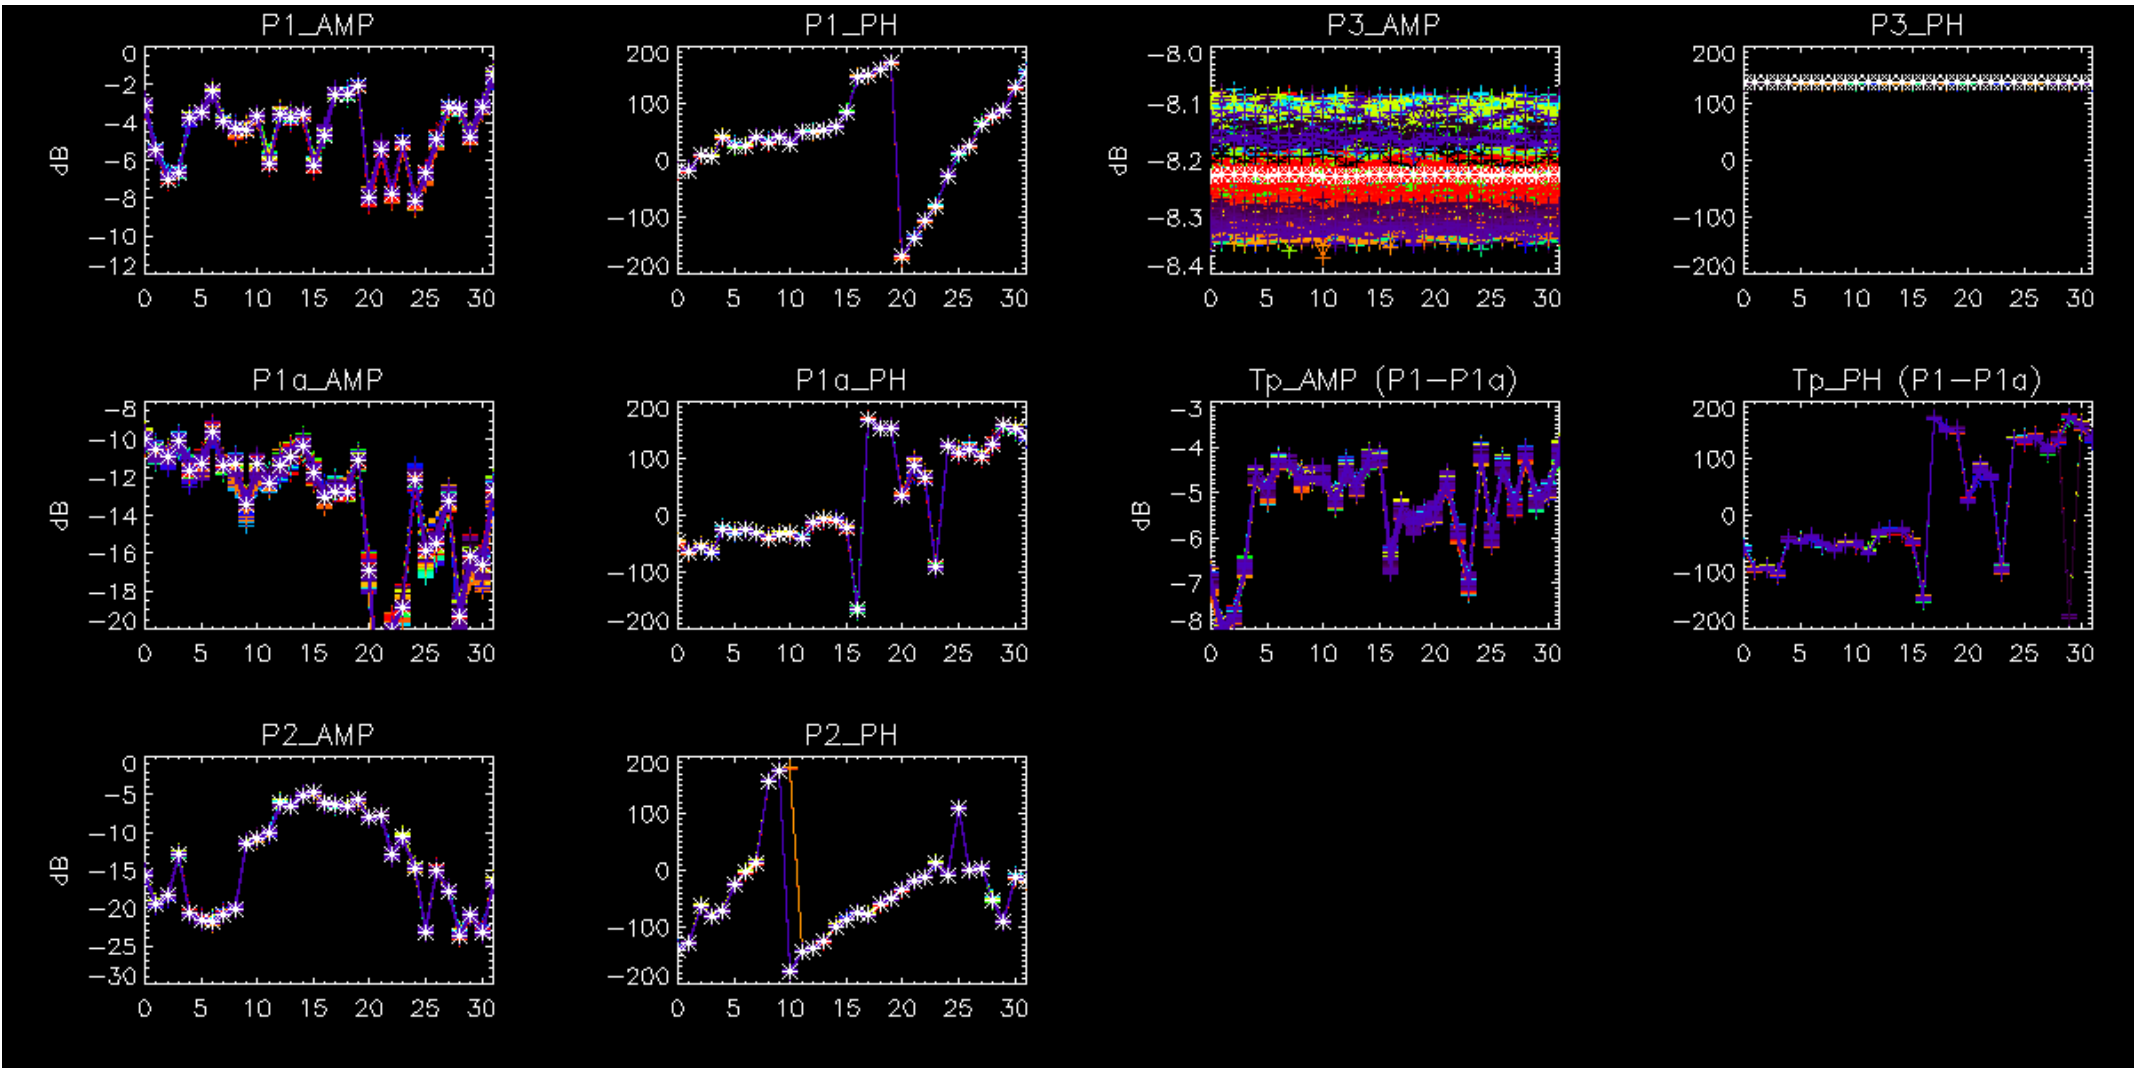 P1_AMP
dB
0
−2
−4
−6
−8
−10
−12
0 5 10 15 20 25 30
P1_PH
200
100
0
−100
−200
0 5 10 15 20 25 30
P3_AMP
dB
−8.0
−8.1
−8.2
−8.3
−8.4
0 5 10 15 20 25 30
P3_PH
200
100
0
−100
−200
0 5 10 15 20 25 30
P1a_AMP
dB
−8
−10
−12
−14
−16
−18
−20
0 5 10 15 20 25 30
P1a_PH
200
100
0
−100
−200
0 5 10 15 20 25 30
Tp_AMP (P1−P1a)
dB
−3
−4
−5
−6
−7
−8
0 5 10 15 20 25 30
Tp_PH (P1−P1a)
200
100
0
−100
−200
0 5 10 15 20 25 30
P2_AMP
dB
0
−5
−10
−15
−20
−25
−30
0 5 10 15 20 25 30
P2_PH
200
100
0
−100
−200
0 5 10 15 20 25 30